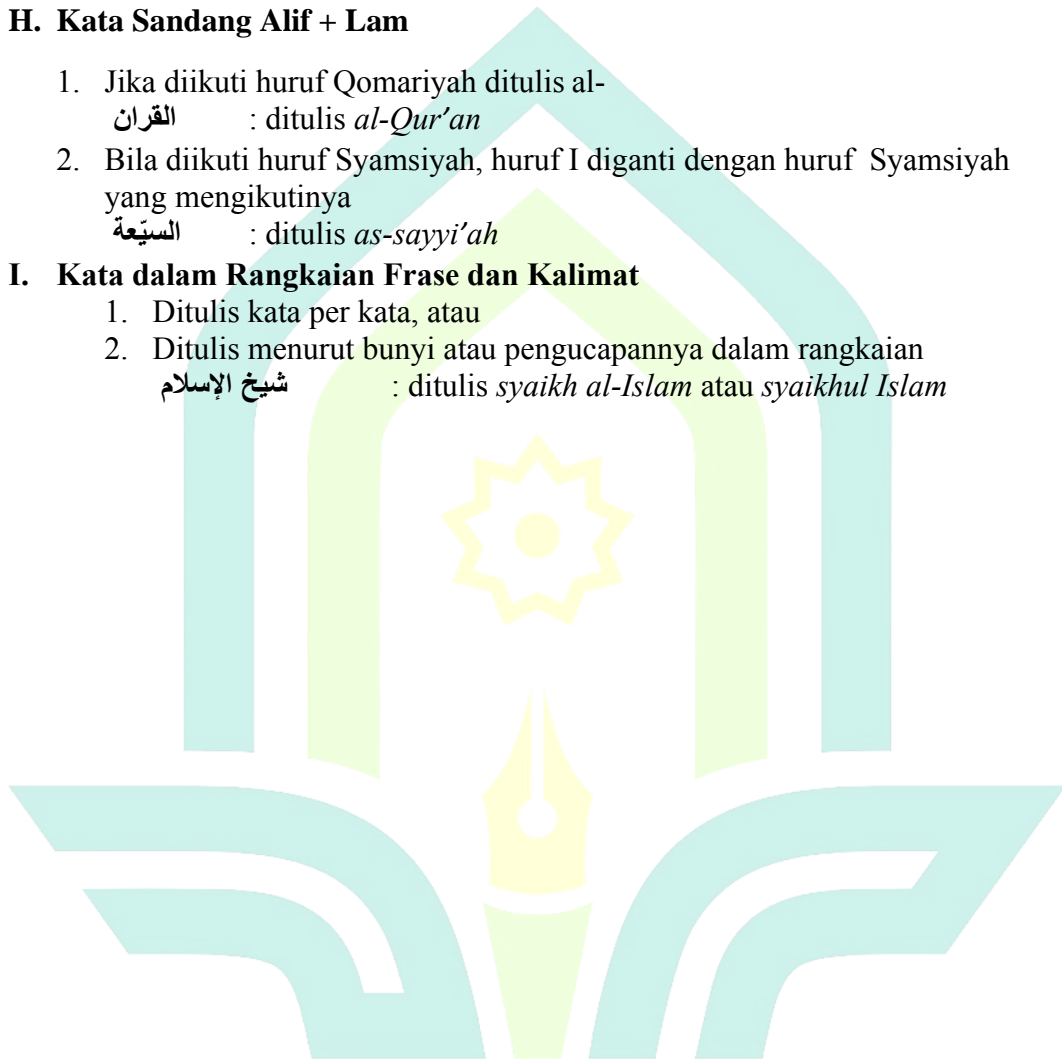 H. Kata Sandang Alif + Lam
1. Jika diikuti huruf Qomariyah ditulis al-
القران : ditulis al-Qur'an
2. Bila diikuti huruf Syamsiyah, huruf I diganti dengan huruf Syamsiyah
yang mengikutinya
السيّعة : ditulis as-sayyi'ah
I. Kata dalam Rangkaian Frase dan Kalimat
1. Ditulis kata per kata, atau
2. Ditulis menurut bunyi atau pengucapannya dalam rangkaian
شيخ الإسلام : ditulis syaikh al-Islam atau syaikhul Islam